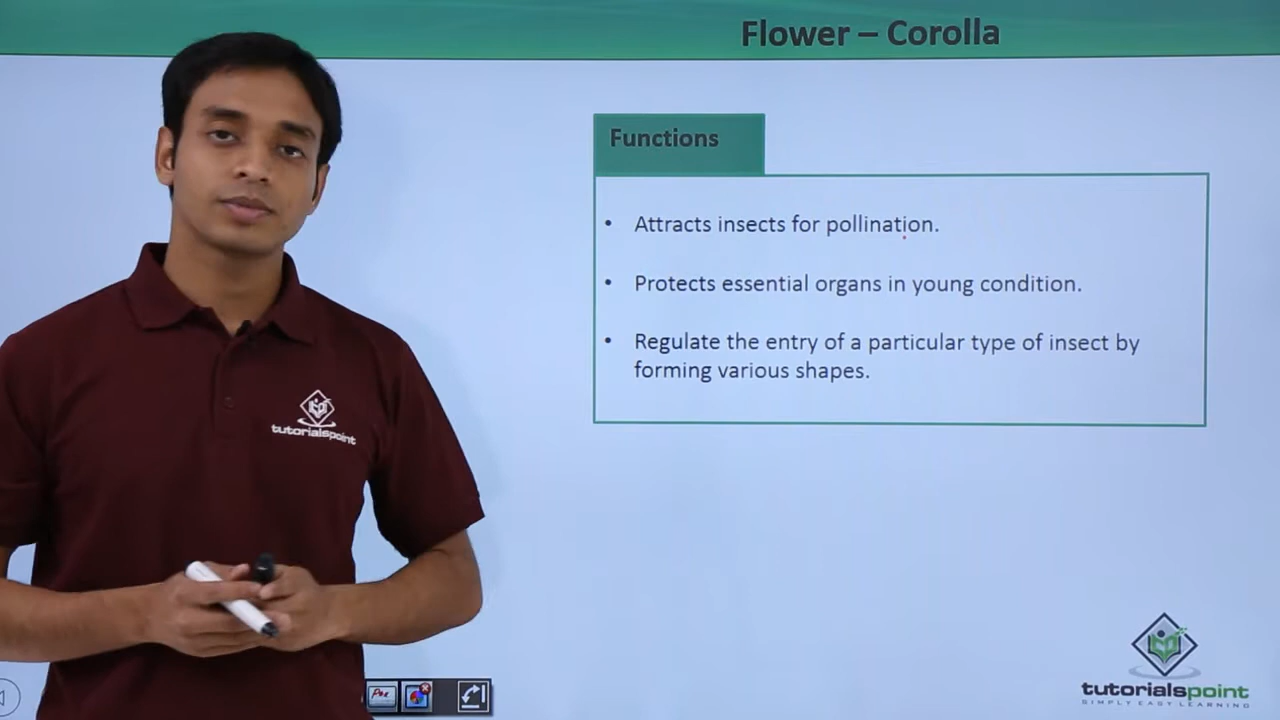 Flower – Corolla
Functions
• Attracts insects for pollination.
• Protects essential organs in young condition.
• Regulate the entry of a particular type of insect by
forming various shapes.
tutorialspoint
tutorialspoint
SIMPLY EASY LEARNING